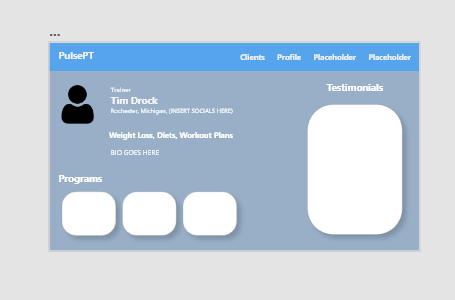 PulsePT
Clients
Profile
Placeholder
Placeholder
Trainer
Tim Drock
Rochester, Michigan, (INSERT SOCIALS HERE)
Weight Loss, Diets, Workout Plans
BIO GOES HERE
Testimonials
Programs